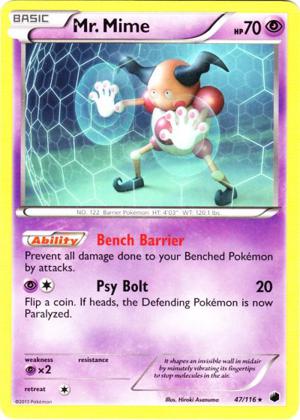 BASIC
Mr. Mime HP70
NO. 122 Barrier Pokémon HT. 4'03" WT. 120.1 lbs.
Ability Bench Barrier
Prevent all damage done to your Benched Pokémon
by attacks.
Psy Bolt 20
Flip a coin. If heads, the Defending Pokémon is now
Paralyzed.
weakness resistance
×2
retreat
It shapes an invisible wall in midair
by minutely vibrating its fingertips
to stop molecules in the air.
©2013 Pokémon Illus. Hiroki Asanuma 47/116 ★